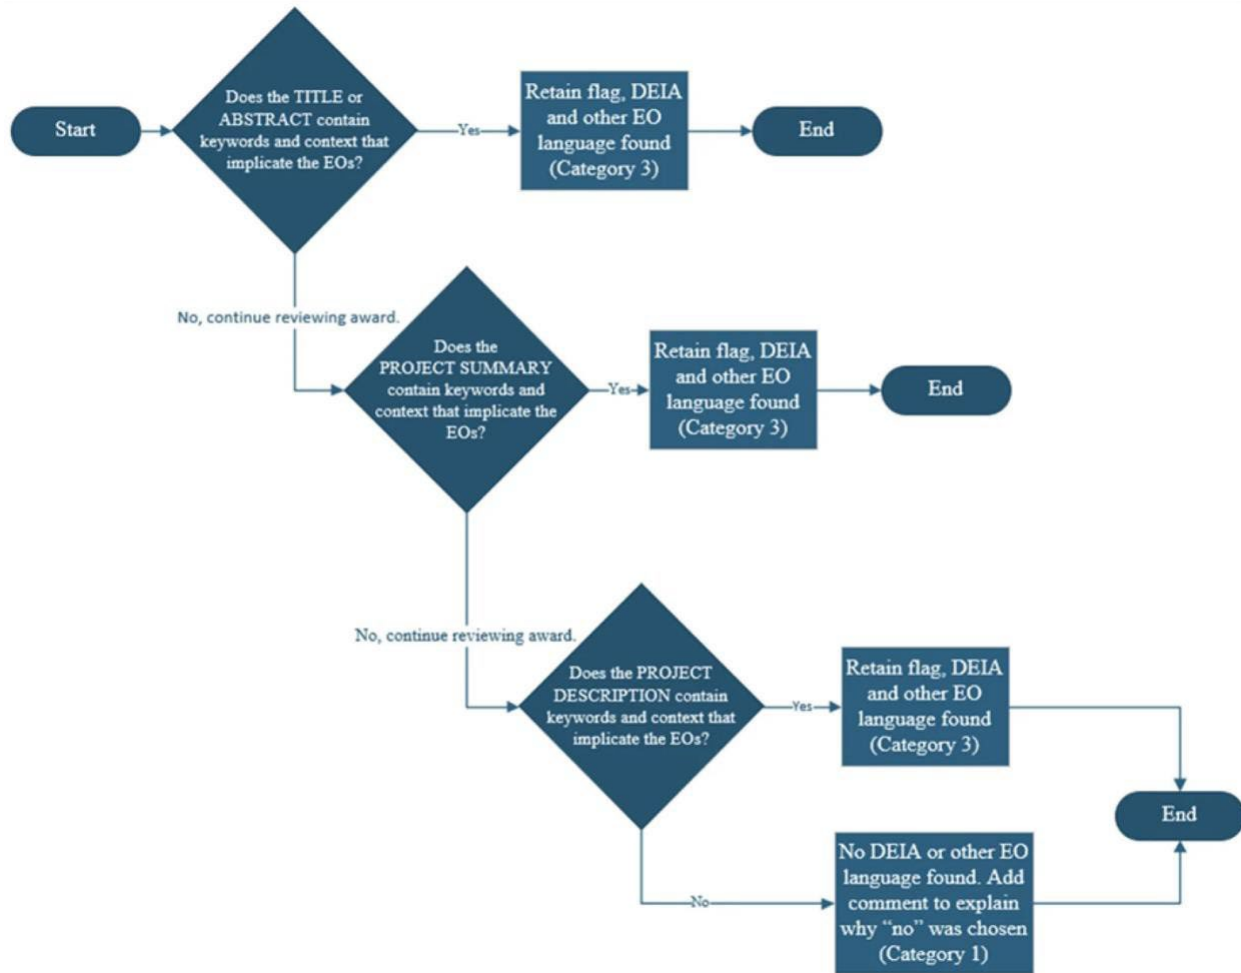 Start
Does the TITLE or
ABSTRACT contain
keywords and context that
implicate the EOs?
Yes
Retain flag, DEIA
and other EO
language found
(Category 3)
End
No, continue reviewing award.
Does the
PROJECT SUMMARY
contain keywords and
context that implicate the
EOs?
Yes
Retain flag, DEIA
and other EO
language found
(Category 3)
End
No, continue reviewing award.
Does the PROJECT
DESCRIPTION contain
keywords and context that
implicate the EOs?
Yes
Retain flag, DEIA
and other EO
language found
(Category 3)
End
No
No DEIA or other EO
language found. Add
comment to explain
why “no” was chosen
(Category 1)